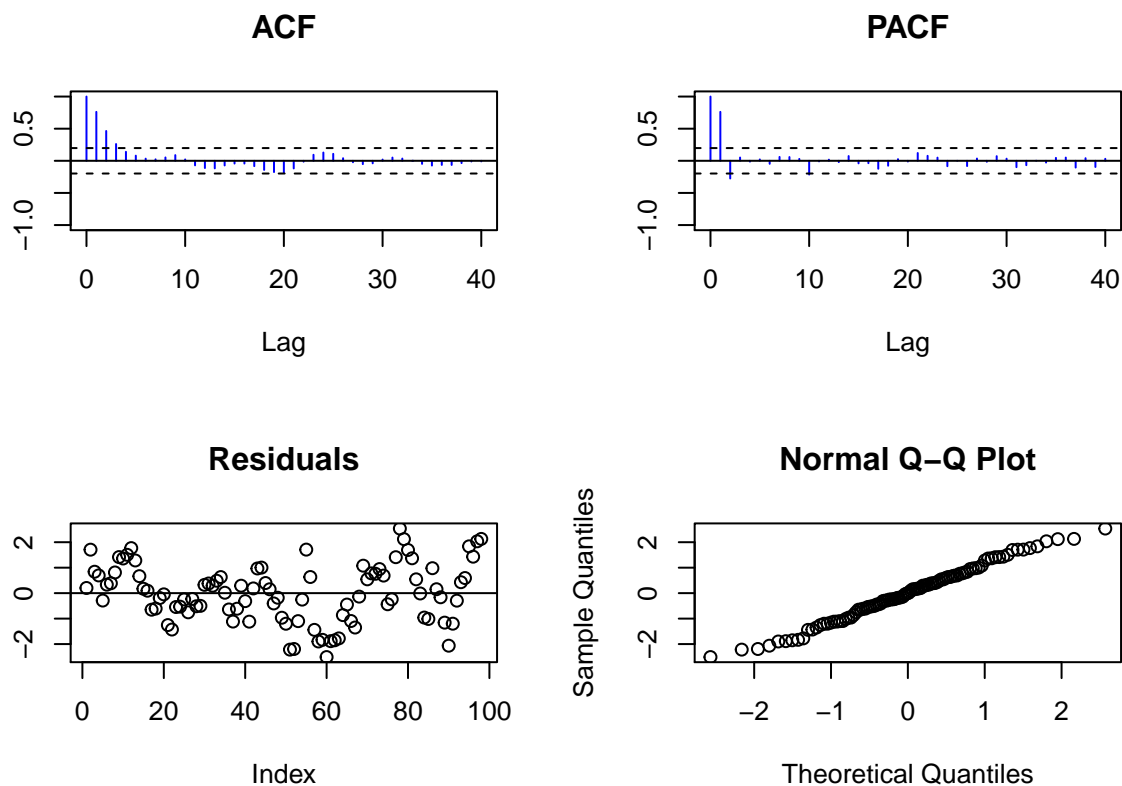 ACF
0.5
−1.0
0 10 20 30 40
Lag
PACF
0.5
−1.0
0 10 20 30 40
Lag
Residuals
2
0
−2
0 20 40 60 80 100
Index
Normal Q−Q Plot
Sample Quantiles
2
0
−2
−2 −1 0 1 2
Theoretical Quantiles